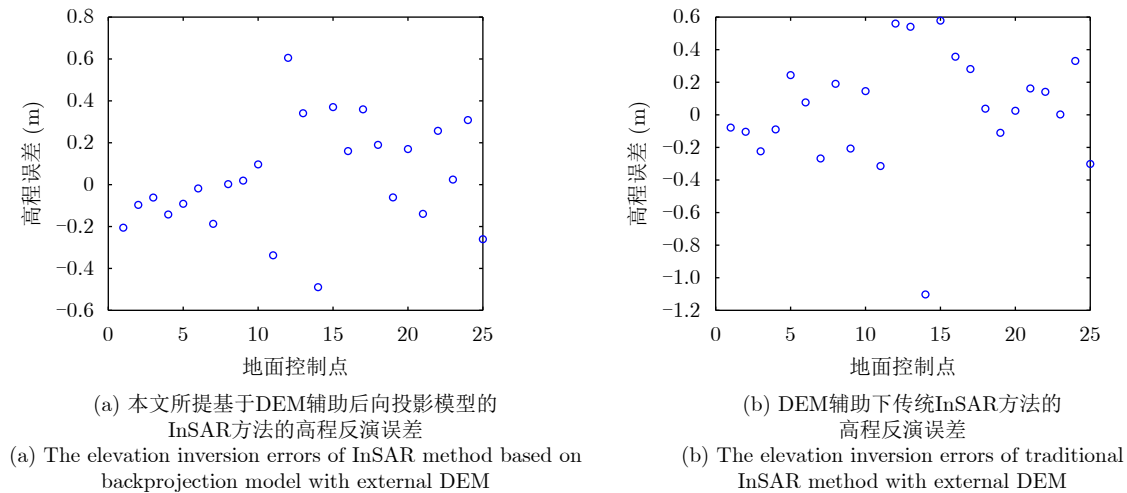 0.8
0.6
0.4
0.2
0
−0.2
−0.4
−0.6
0
5
10
15
20
25
高程误差 (m)
地面控制点
(a) 本文所提基于DEM辅助后向投影模型的
InSAR方法的高程反演误差
(a) The elevation inversion errors of InSAR method based on
backprojection model with external DEM
0.6
0.4
0.2
0
−0.2
−0.4
−0.6
−0.8
−1.0
−1.2
0
5
10
15
20
25
高程误差 (m)
地面控制点
(b) DEM辅助下传统InSAR方法的
高程反演误差
(b) The elevation inversion errors of traditional
InSAR method with external DEM